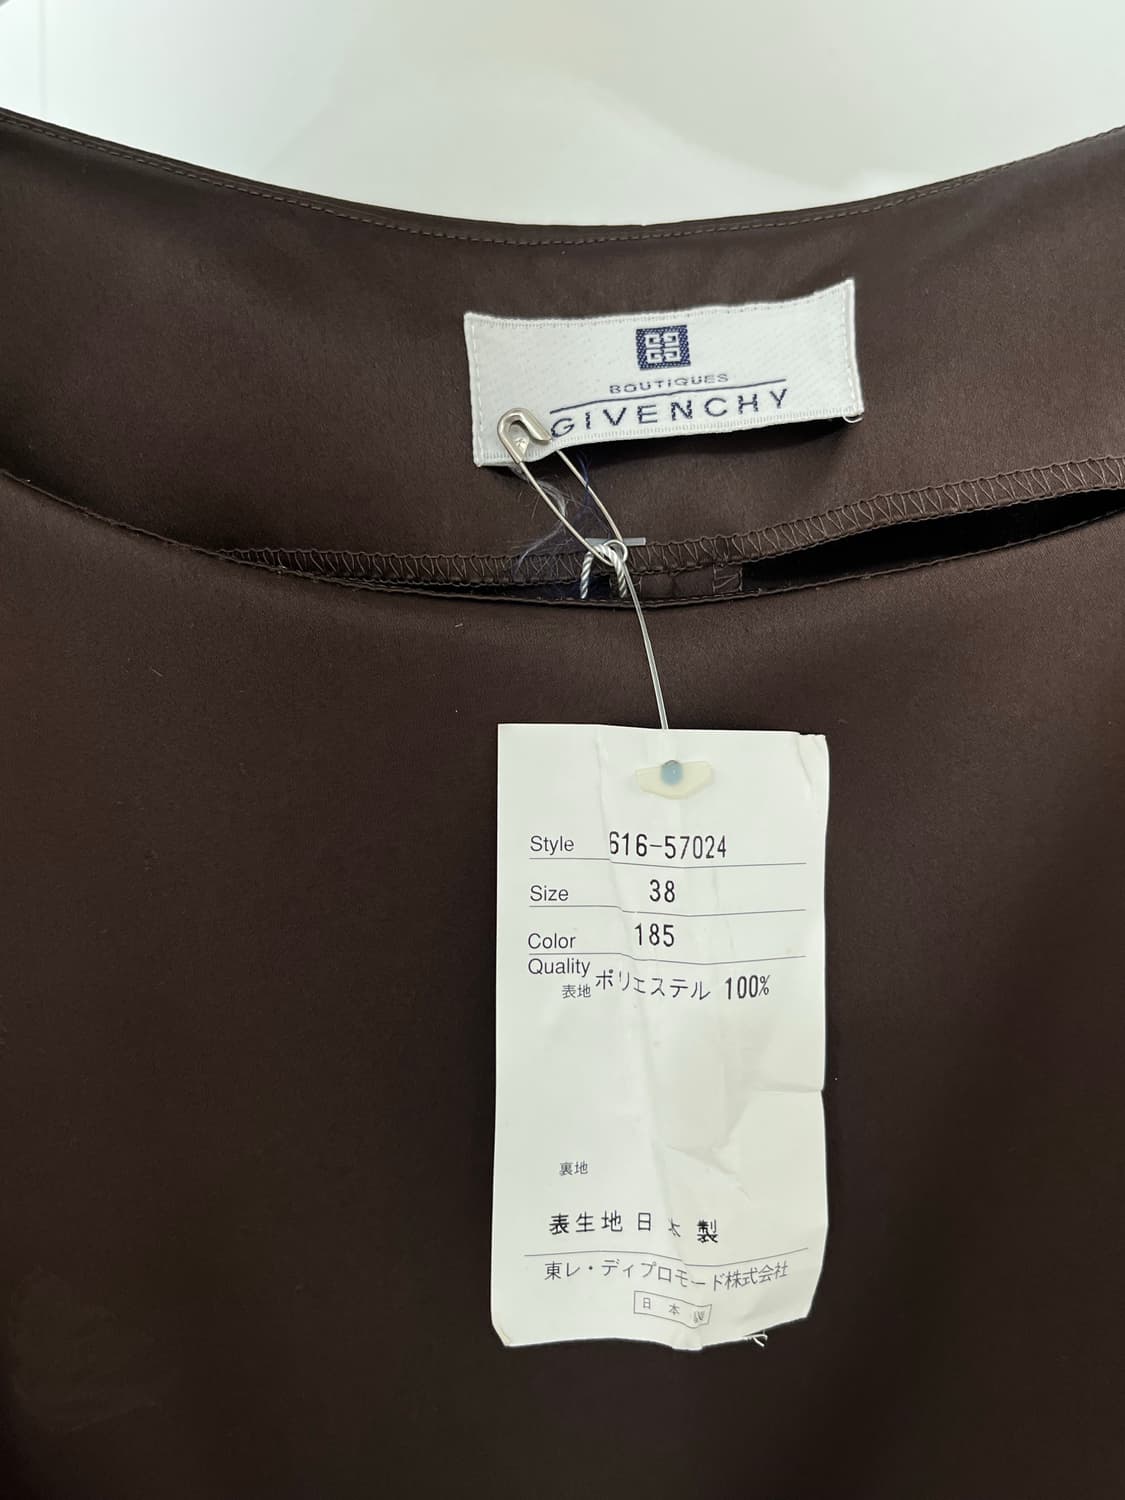 BOUTIQUES
GIVENCHY
Style 616-57024
Size 38
Color 185
Quality
表地 ポリエステル 100%
裏地
表生地日本製
東レ・ディプロモード株式会社
日本製